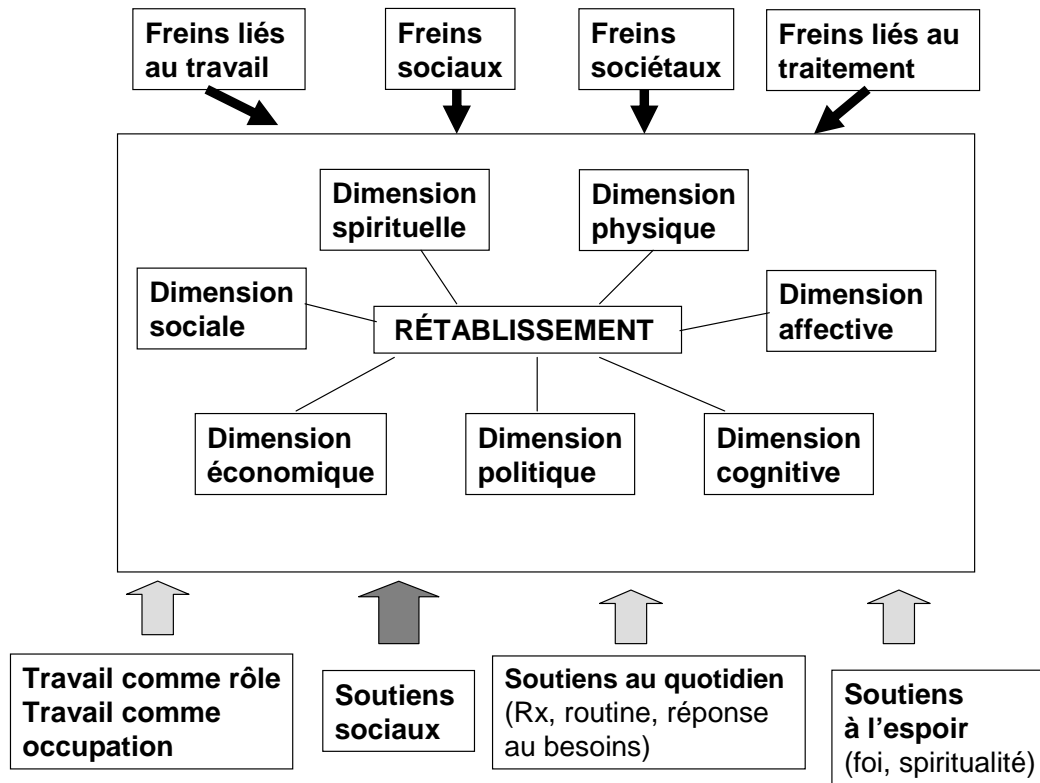 Freins liés
au travail
Freins
sociaux
Freins
sociétaux
Freins liés au
traitement
Dimension
spirituelle
Dimension
physique
Dimension
sociale
RÉTABLISSEMENT
Dimension
affective
Dimension
économique
Dimension
politique
Dimension
cognitive
Travail comme rôle
Travail comme
occupation
Soutiens
sociaux
Soutiens au quotidien
(Rx, routine, réponse
au besoins)
Soutiens
à l’espoir
(foi, spiritualité)